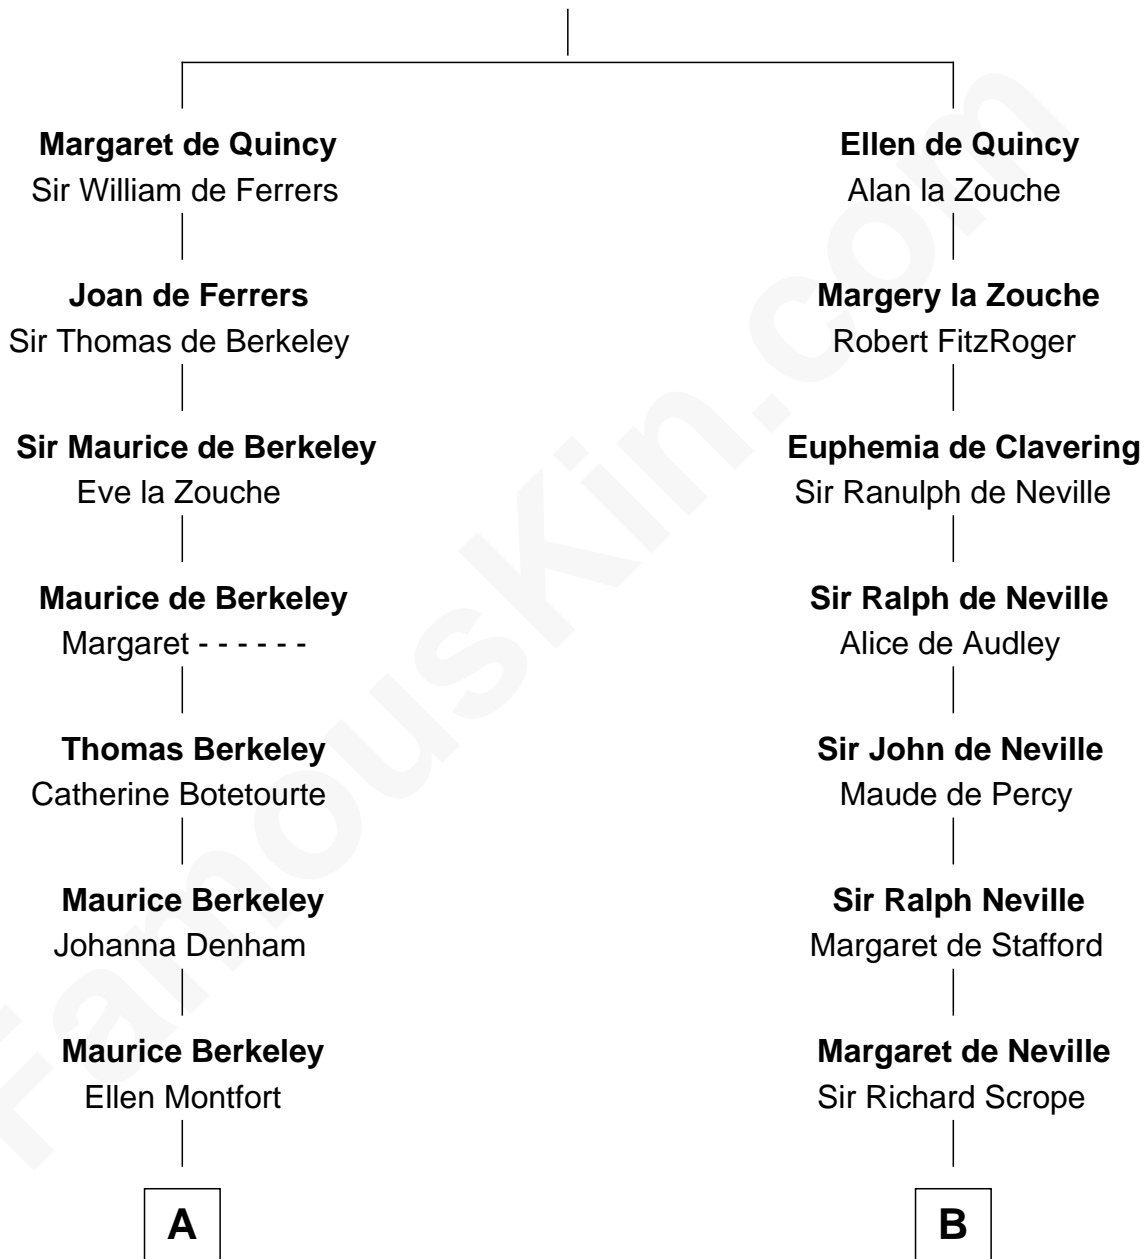 Margaret de Quincy
Sir William de Ferrers
Joan de Ferrers
Sir Thomas de Berkeley
Sir Maurice de Berkeley
Eve la Zouche
Maurice de Berkeley
Margaret - - - - - -
Thomas Berkeley
Catherine Botetourte
Maurice Berkeley
Johanna Denham
Maurice Berkeley
Ellen Montfort
A
Ellen de Quincy
Alan la Zouche
Margery la Zouche
Robert FitzRoger
Euphemia de Clavering
Sir Ranulph de Neville
Sir Ralph de Neville
Alice de Audley
Sir John de Neville
Maude de Percy
Sir Ralph Neville
Margaret de Stafford
Margaret de Neville
Sir Richard Scrope
B
FamousKin.com